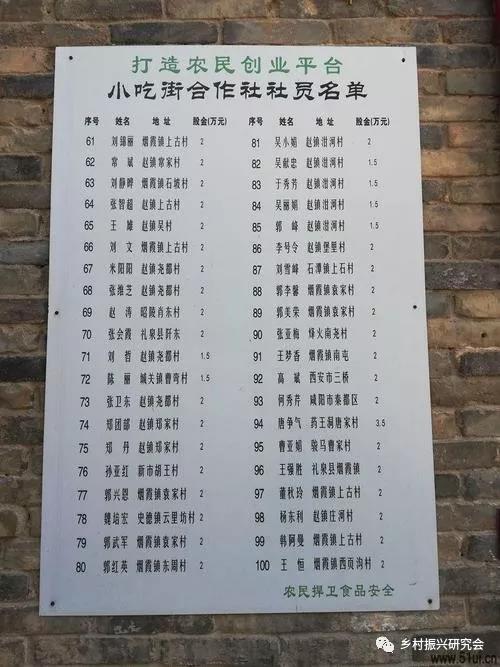 打造农民创业平台
小吃街合作社社员名单
序号 姓名 地址 股金(万元) 序号 姓名 地址 股金(万元)
61 刘绵丽 烟霞镇上古村 2 81 吴小娟 赵镇泔河村 2
62 常斌 赵镇常家村 2 82 吴献忠 赵镇泔河村 1.5
63 刘静晔 烟霞镇石坡村 2 83 于秀芳 赵镇泔河村 1.5
64 张智超 赵镇上古村 2 84 吴丽娟 赵镇泔河村 1.5
65 王雄 赵镇吴村 2 85 郭峰 赵镇泔河村 1.5
66 刘文 烟霞镇上古村 2 86 李号令 赵镇堡里村 2
67 米阳阳 赵镇尧都村 2 87 刘雪峰 石潭镇上石村 2
68 张维芝 赵镇尧都村 2 88 郭李馨 烟霞镇袁家村 2
69 赵涛 昭陵肖东村 2 89 郭美荣 烟霞镇袁家村 2
70 张会霞 礼泉县阡东 2 90 张亚梅 烽火南尧村 2
71 刘哲 赵镇尧都村 1.5 91 王梦香 烟霞镇南屯 2
72 陈丽 城关镇曹弯村 1.5 92 高斌 西安市三桥 2
73 张卫东 赵镇尧都村 2 93 何秀芹 咸阳市秦都区 2
74 郑团部 赵镇郑家村 2 94 唐争气 药王洞唐家村 3.5
75 郑丹 赵镇郑家村 2 95 曹亚娟 骏马曹家村 2
76 孙亚红 新市胡王村 2 96 王强胜 礼泉县烟霞镇 2
77 郭兴恩 烟霞镇袁家村 2 97 董秋玲 烟霞镇上古村 2
78 魏培宏 史德镇云里坊村 2 98 杨东利 赵镇庄河村 2
79 郭武军 烟霞镇袁家村 2 99 韩阿曼 烟霞镇上古村 2
80 郭红英 烟霞镇东周村 2 100 王恒 烟霞镇西页沟村 2
农民捍卫食品安全
乡村振兴研究会
www.51dr.cn